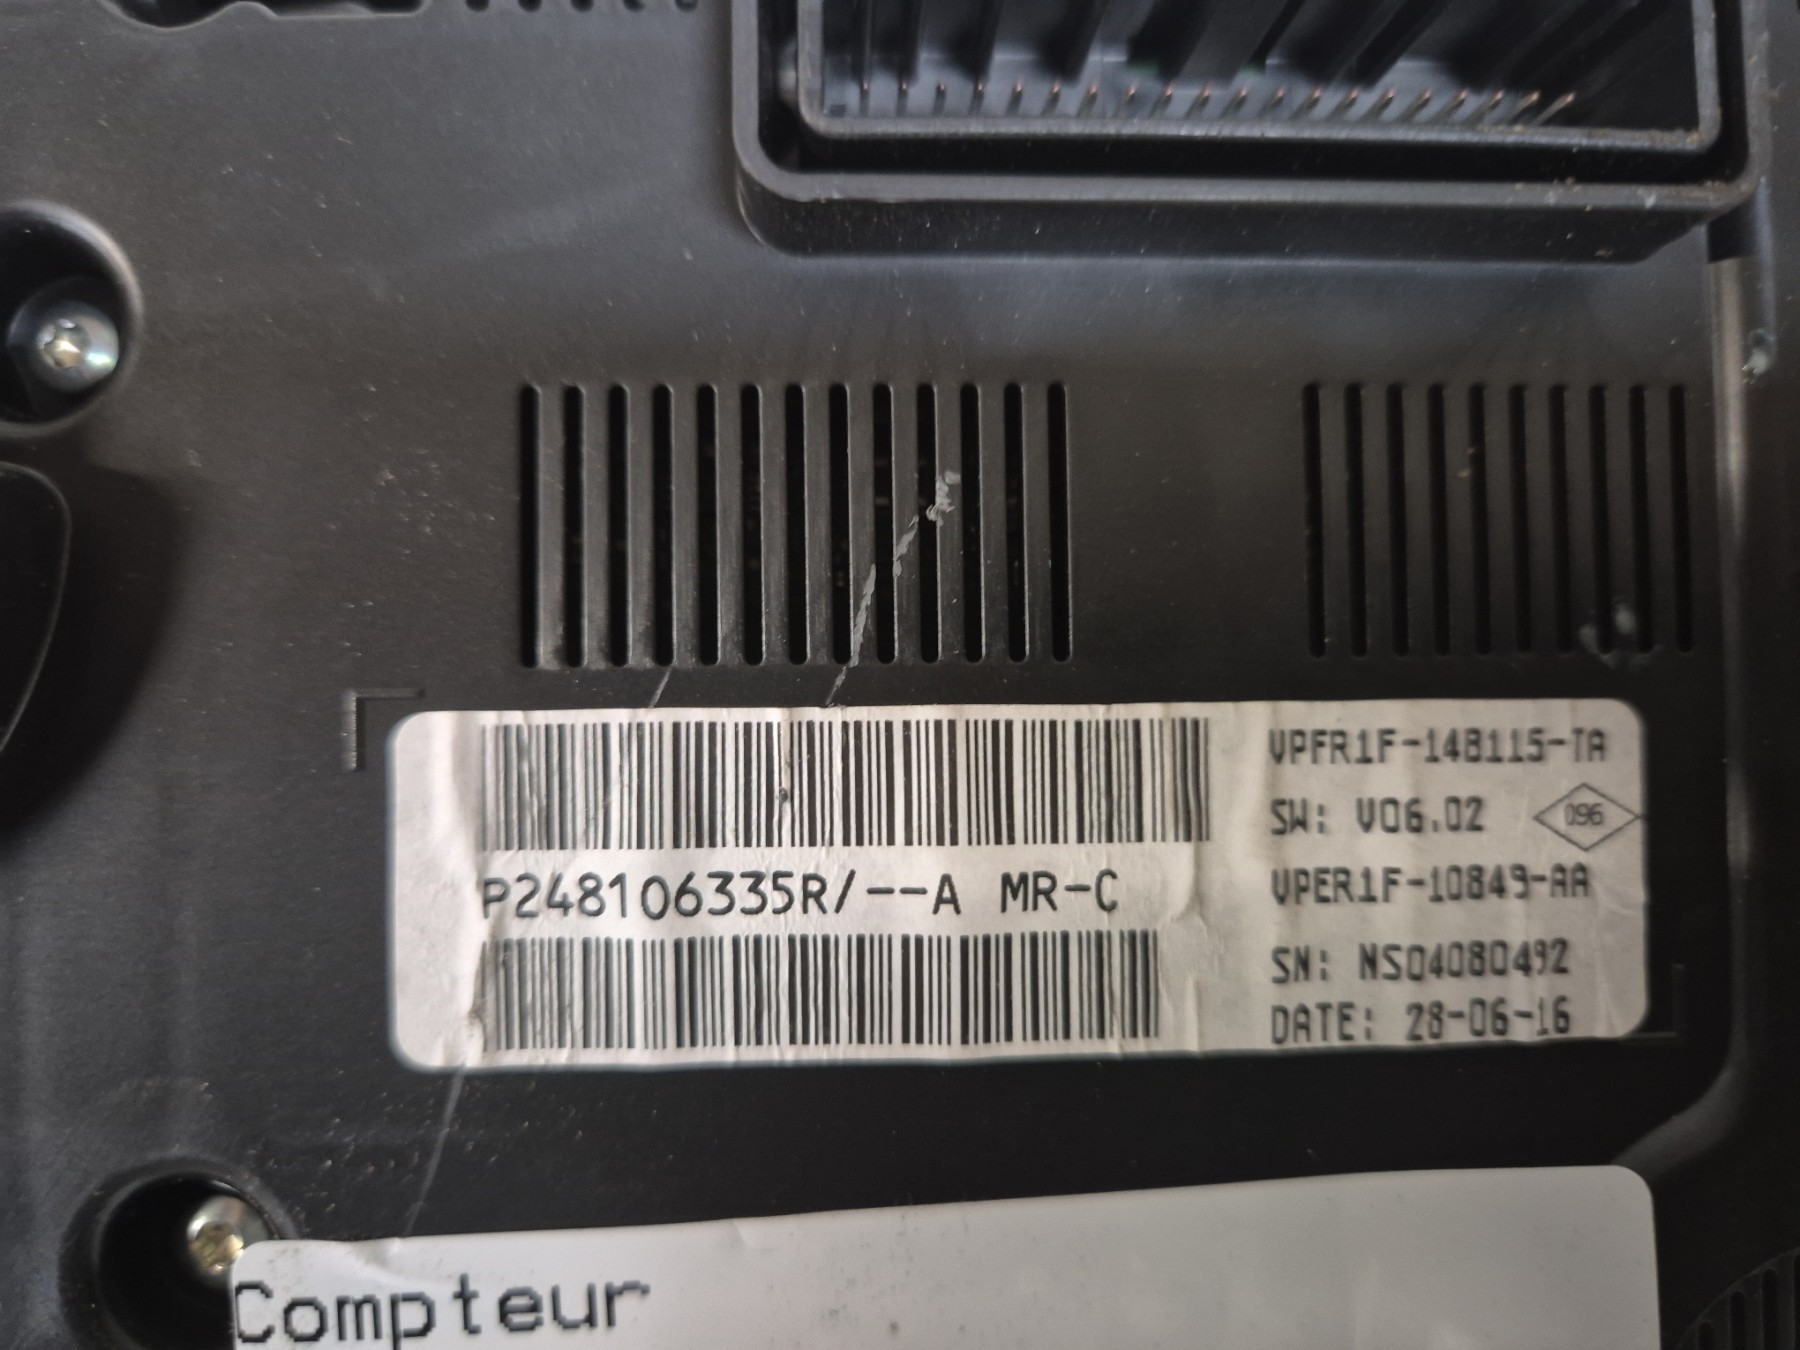 VPFR1F-14B115-TA
SW: V06.02
096
P248106335R/--A MR-C
VPER1F-10849-AA
SN: NS04080492
DATE: 28-06-16
Compteur